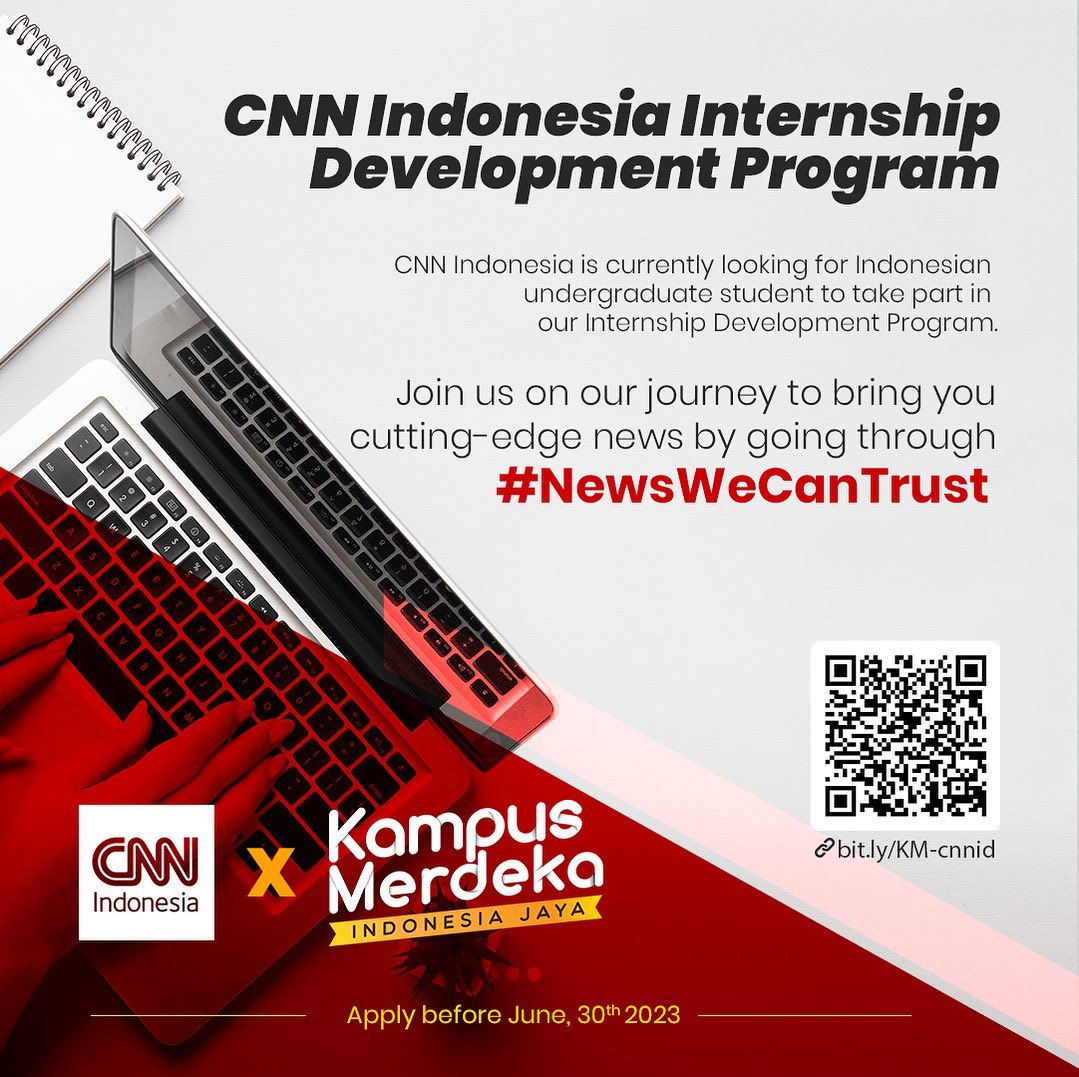 CNN Indonesia Internship
Development Program
CNN Indonesia is currently looking for Indonesian
undergraduate student to take part in
our Internship Development Program.
Join us on our journey to bring you
cutting-edge news by going through
#NewsWeCanTrust
bit.ly/KM-cnnid
CNN
Indonesia
X
Kampus
Merdeka
INDONESIA JAYA
Apply before June, 30th 2023